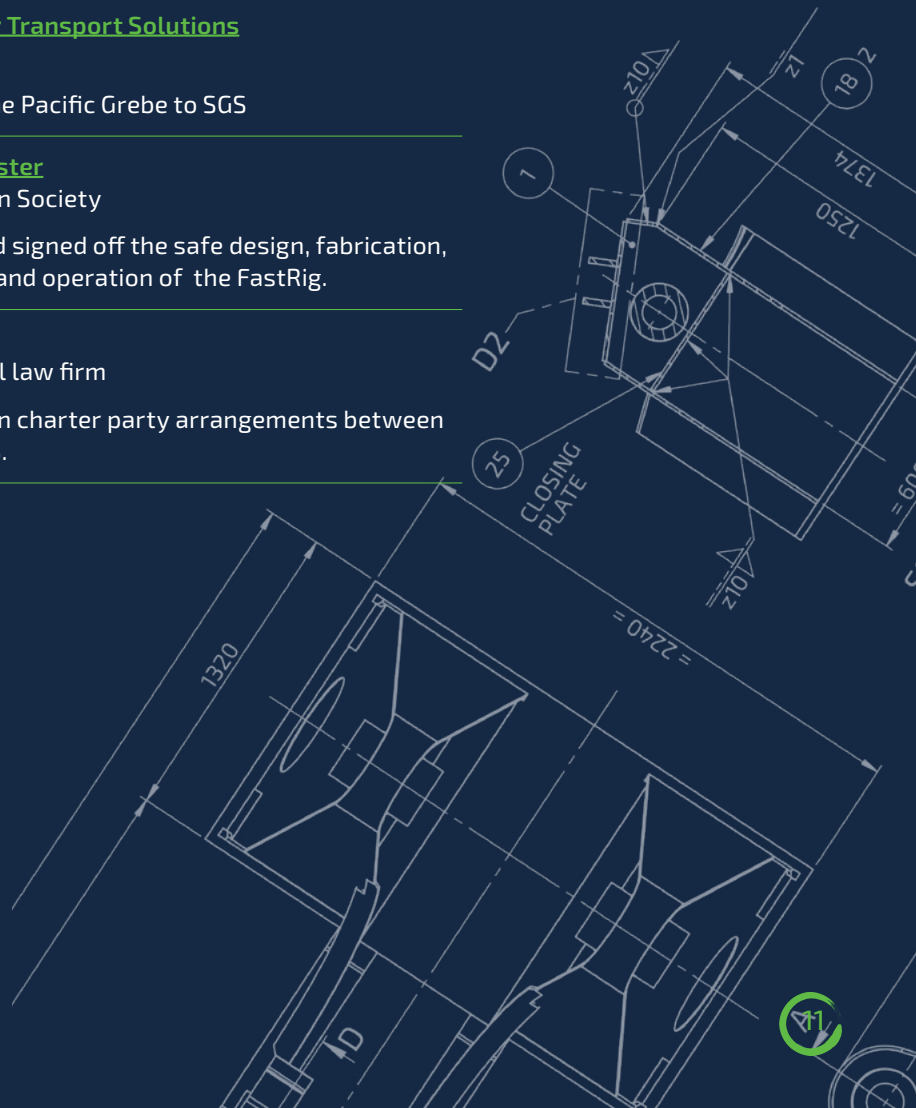 r Transport Solutions
e Pacific Grebe to SGS
ster
n Society
d signed off the safe design, fabrication,
and operation of the FastRig.
l law firm
n charter party arrangements between
.
z10
z1
18
2
1
1374
1250
D2
25
CLOSING
PLATE
= 600
z10
= 2240 =
1320
D
A
11